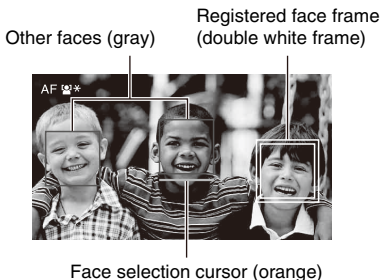 Registered face frame
Other faces (gray)
(double white frame)
AF
Face selection cursor (orange)